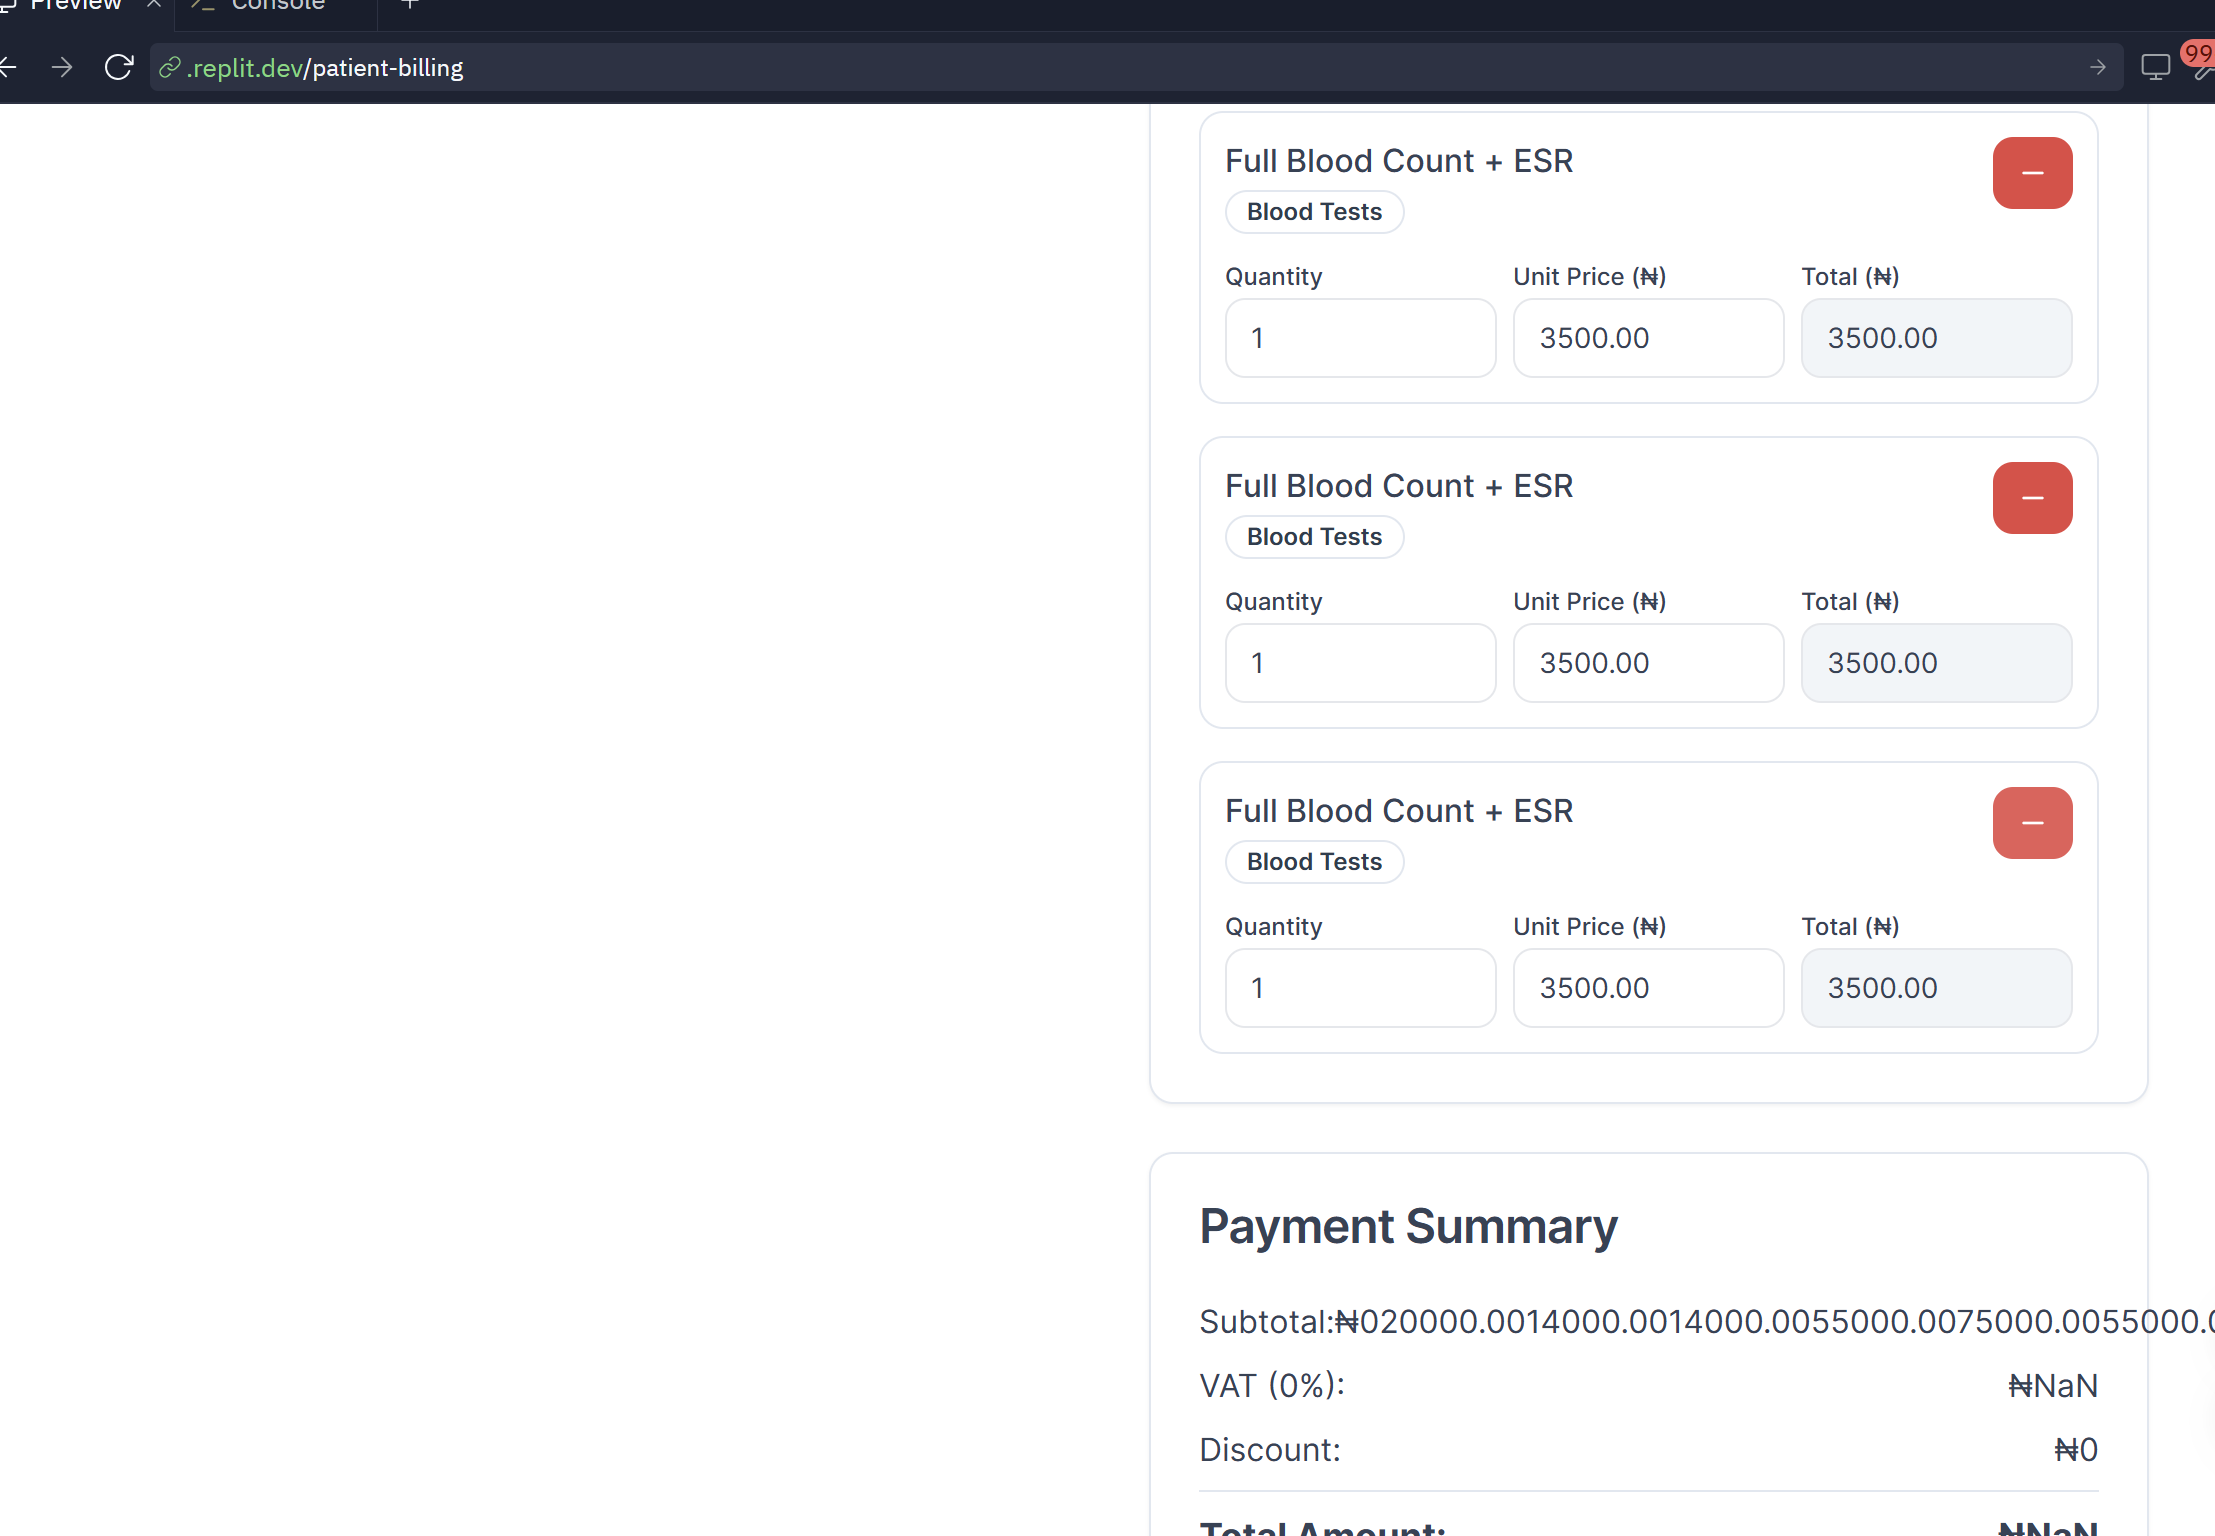 Preview
Console
.replit.dev/patient-billing
99
Full Blood Count + ESR
Blood Tests
Quantity Unit Price (₦) Total (₦)
1 3500.00 3500.00
Full Blood Count + ESR
Blood Tests
Quantity Unit Price (₦) Total (₦)
1 3500.00 3500.00
Full Blood Count + ESR
Blood Tests
Quantity Unit Price (₦) Total (₦)
1 3500.00 3500.00
Payment Summary
Subtotal:₦020000.0014000.0014000.0055000.0075000.0055000.0
VAT (0%): ₦NaN
Discount: ₦0
Total Amount: ₦NaN